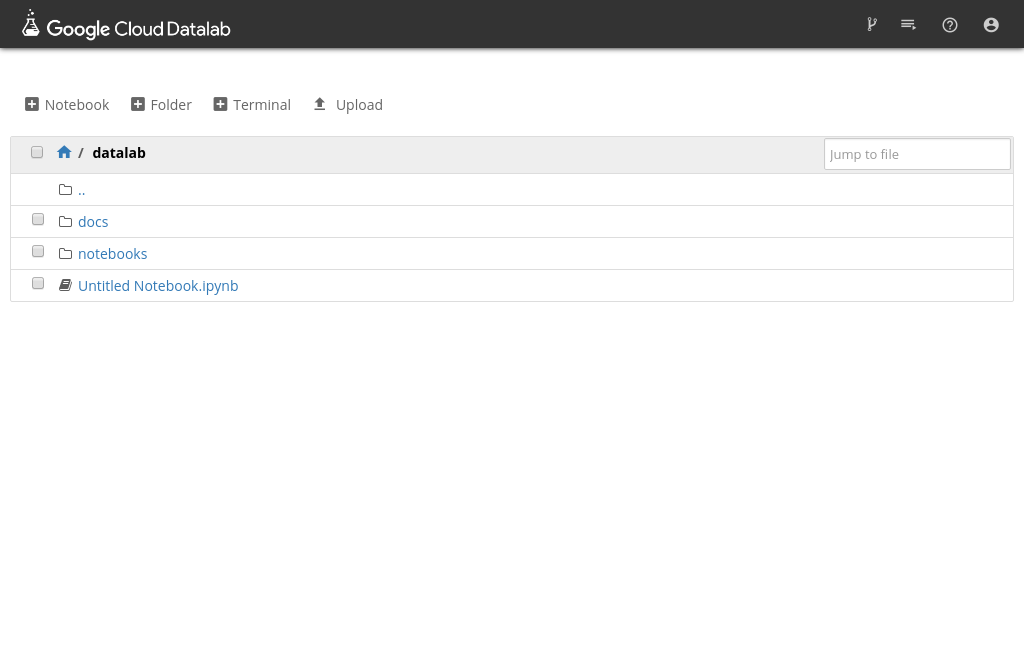 Google Cloud Datalab
Notebook Folder Terminal Upload
/ datalab Jump to file
..
docs
notebooks
Untitled Notebook.ipynb